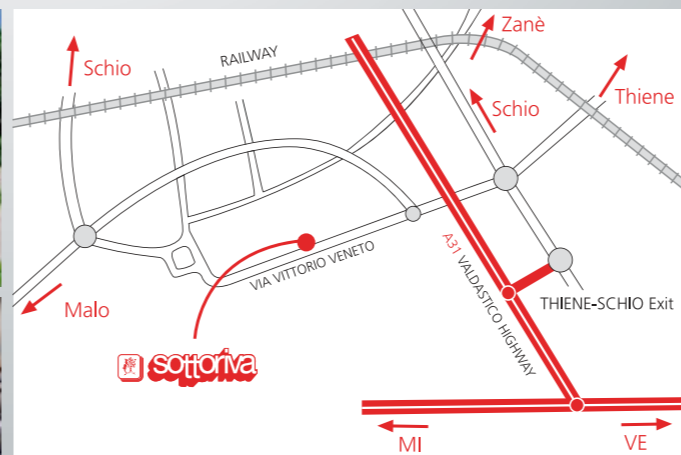 Zanè
RAILWAY
Schio
Thiene
Schio
A31 VALDASTICO HIGHWAY
VIA VITTORIO VENETO
THIENE-SCHIO Exit
Malo
sottoriva
MI
VE